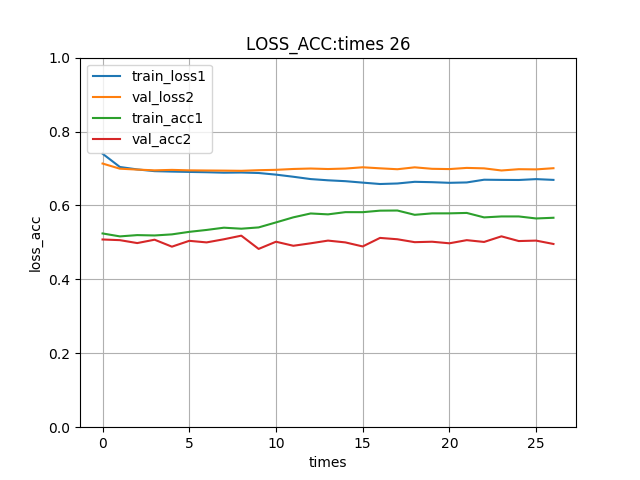 LOSS_ACC:times 26
1.0
0.8
0.6
0.4
0.2
0.0
loss_acc
train_loss1
val_loss2
train_acc1
val_acc2
0 5 10 15 20 25
times